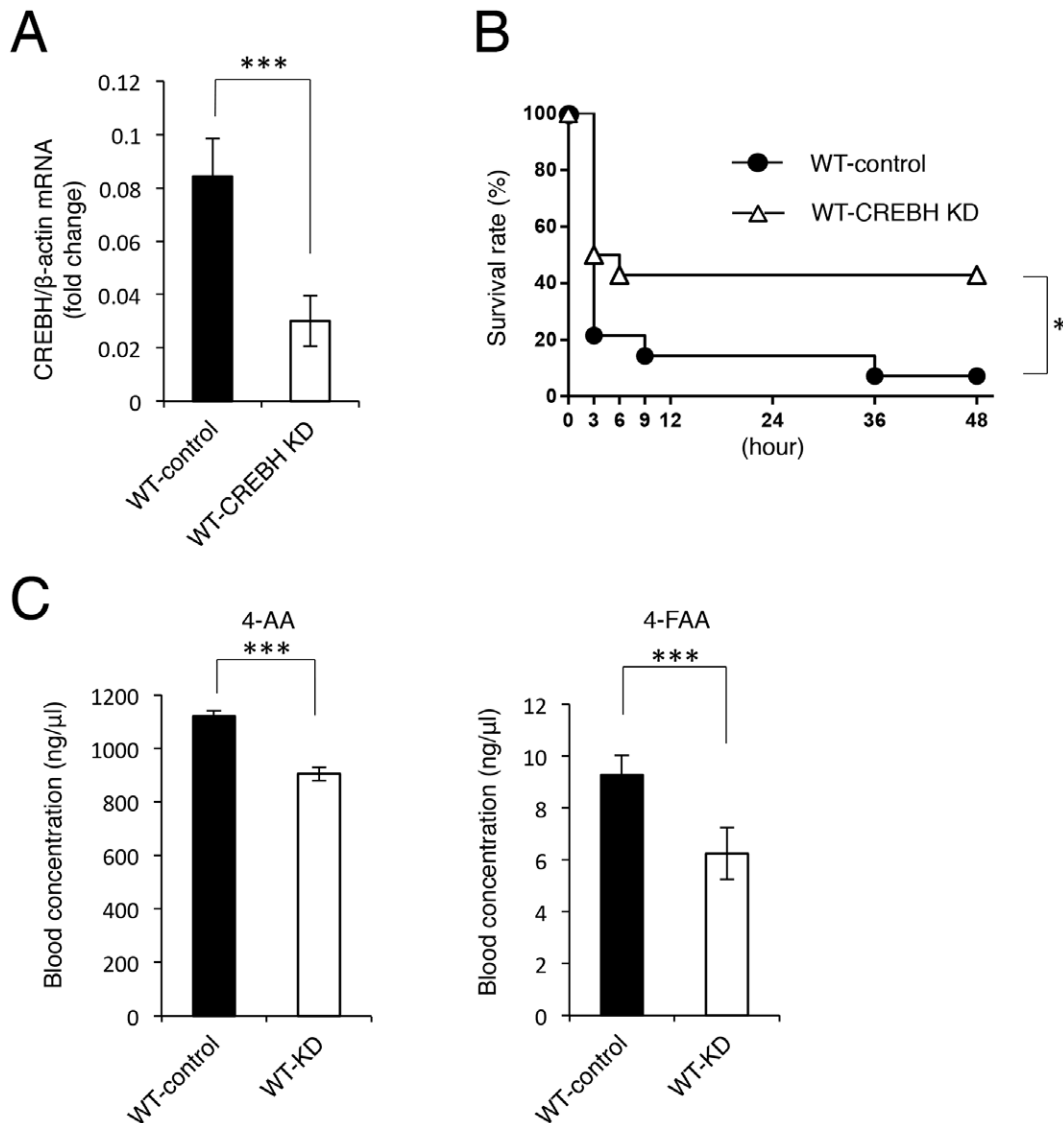 A
***
CREBH/β-actin mRNA
(fold change)
0.12
0.1
0.08
0.06
0.04
0.02
0
WT-control
WT-CREBH KD
B
Survival rate (%)
100
80
60
40
20
0
0 3 6 9 12 24 36 48
(hour)
WT-control
WT-CREBH KD
*
C
4-AA
***
Blood concentration (ng/μl)
1200
1000
800
600
400
200
0
WT-control
WT-KD
4-FAA
***
Blood concentration (ng/μl)
12
10
8
6
4
2
0
WT-control
WT-KD